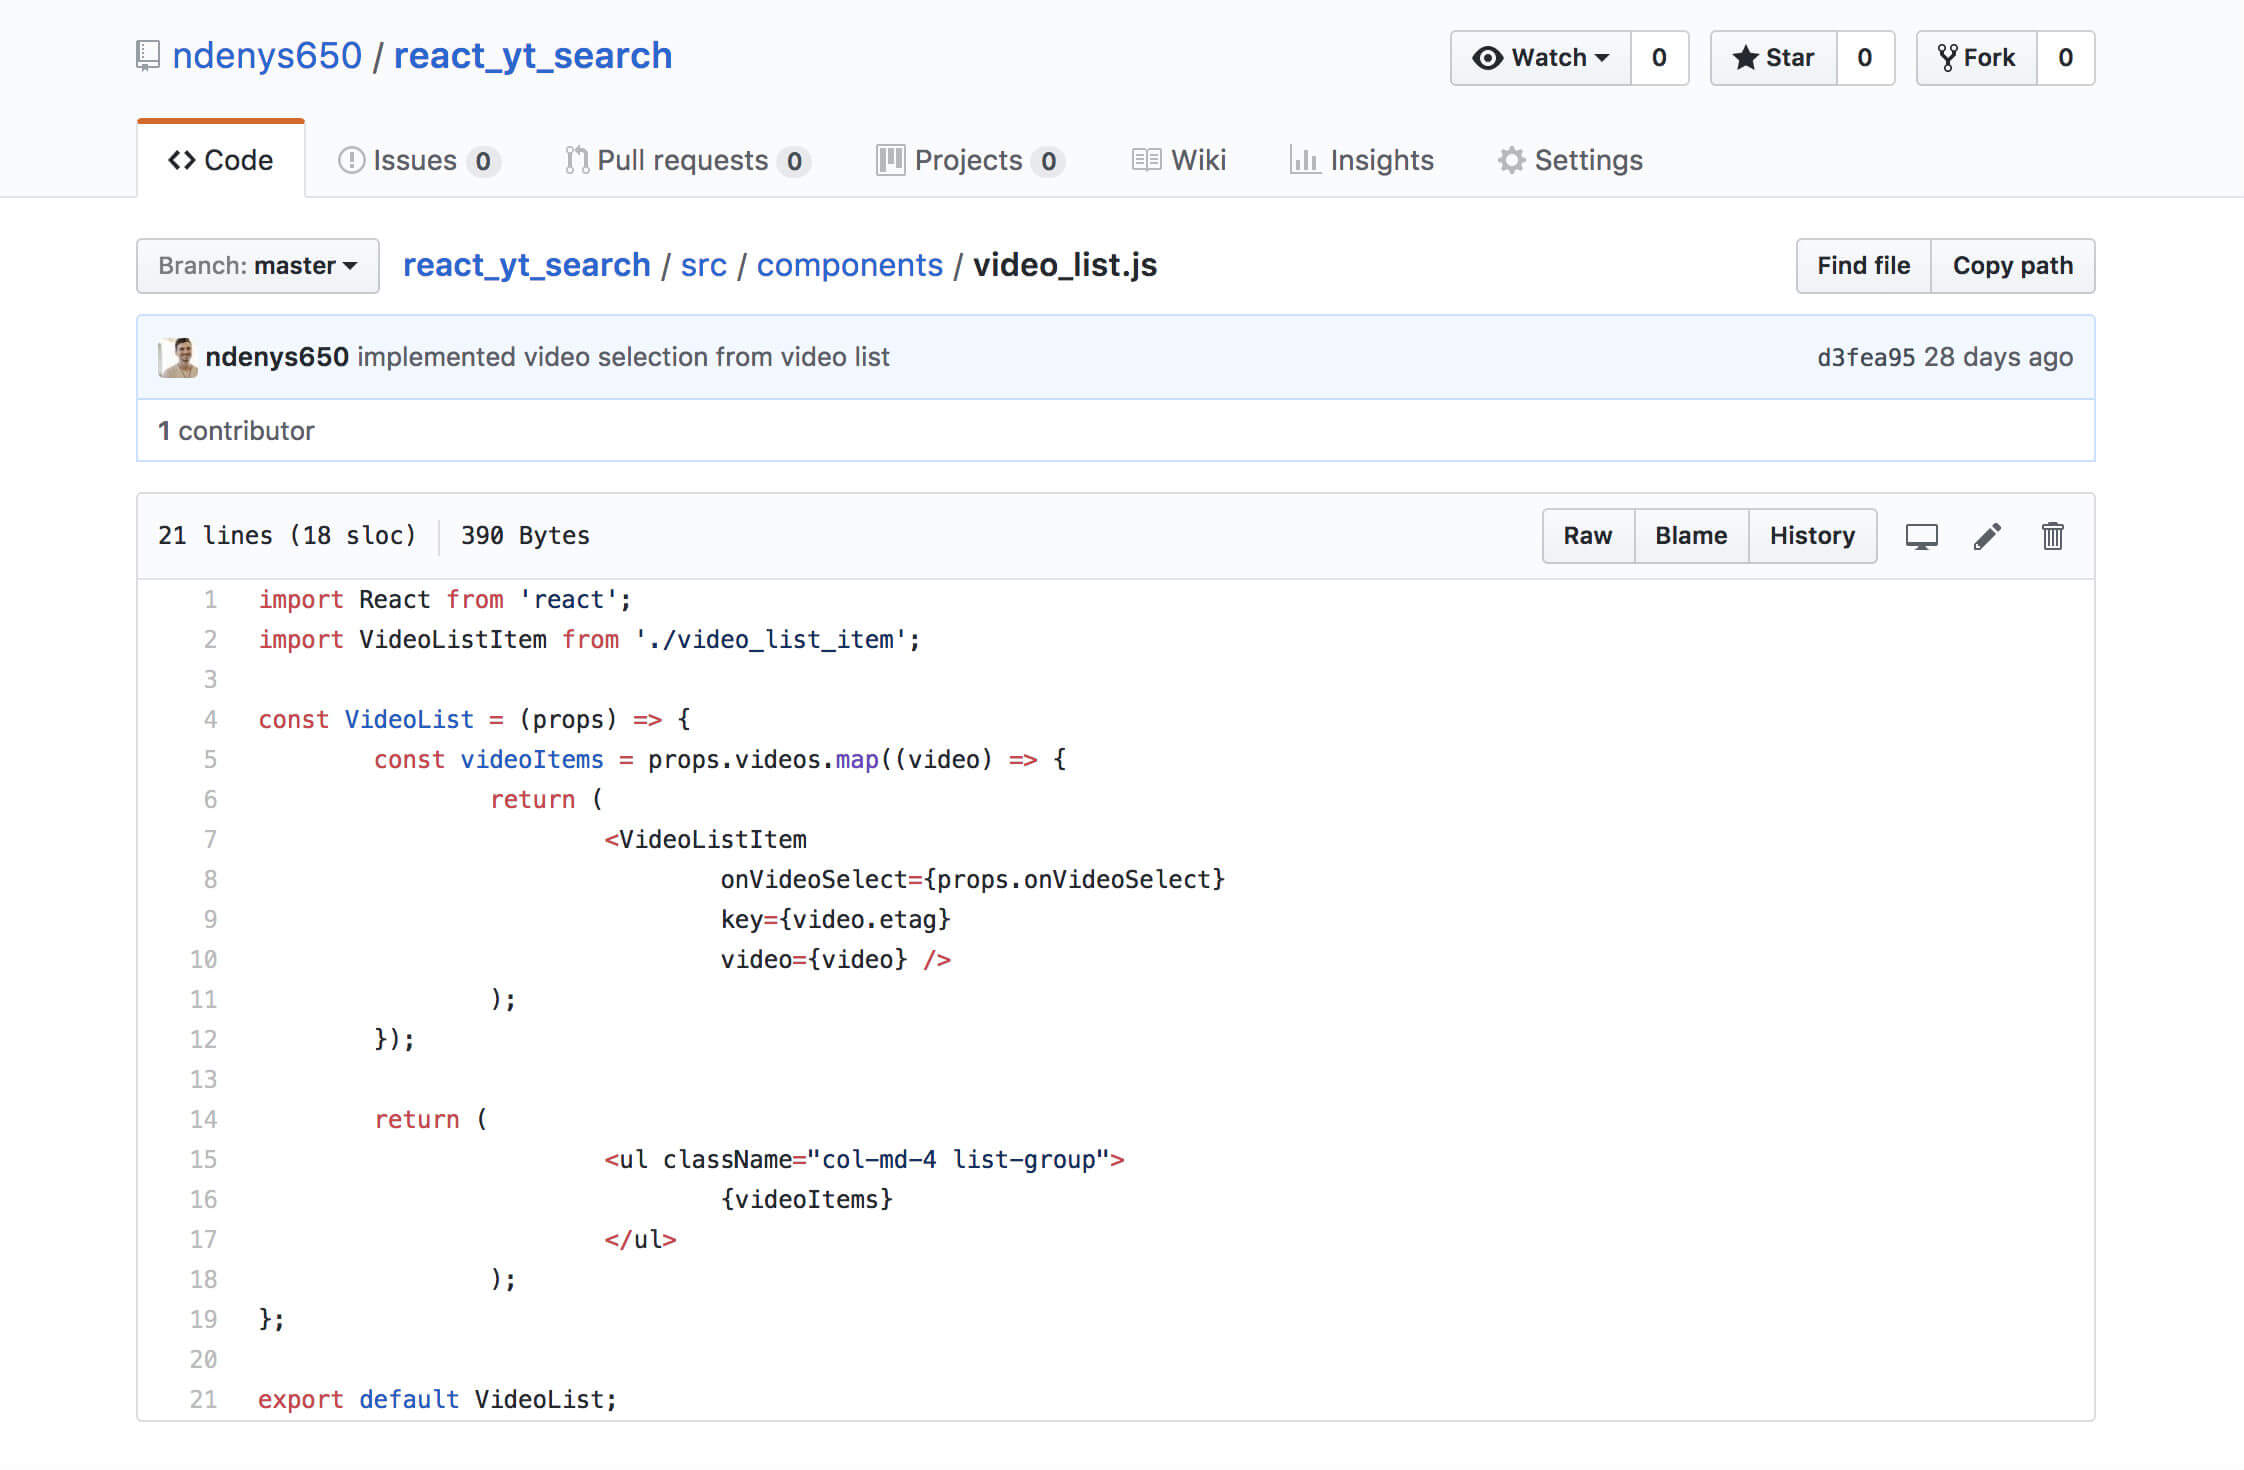 ndenys650 / react_yt_search
Watch 0 Star 0 Fork 0
Code Issues 0 Pull requests 0 Projects 0 Wiki Insights Settings
Branch: master react_yt_search / src / components / video_list.js Find file Copy path
ndenys650 implemented video selection from video list d3fea95 28 days ago
1 contributor
21 lines (18 sloc) 390 Bytes Raw Blame History
1 import React from 'react';
2 import VideoListItem from './video_list_item';
3
4 const VideoList = (props) => {
5 const videoItems = props.videos.map((video) => {
6 return (
7 <VideoListItem
8 onVideoSelect={props.onVideoSelect}
9 key={video.etag}
10 video={video} />
11 );
12 });
13
14 return (
15 <ul className="col-md-4 list-group">
16 {videoItems}
17 </ul>
18 );
19 };
20
21 export default VideoList;